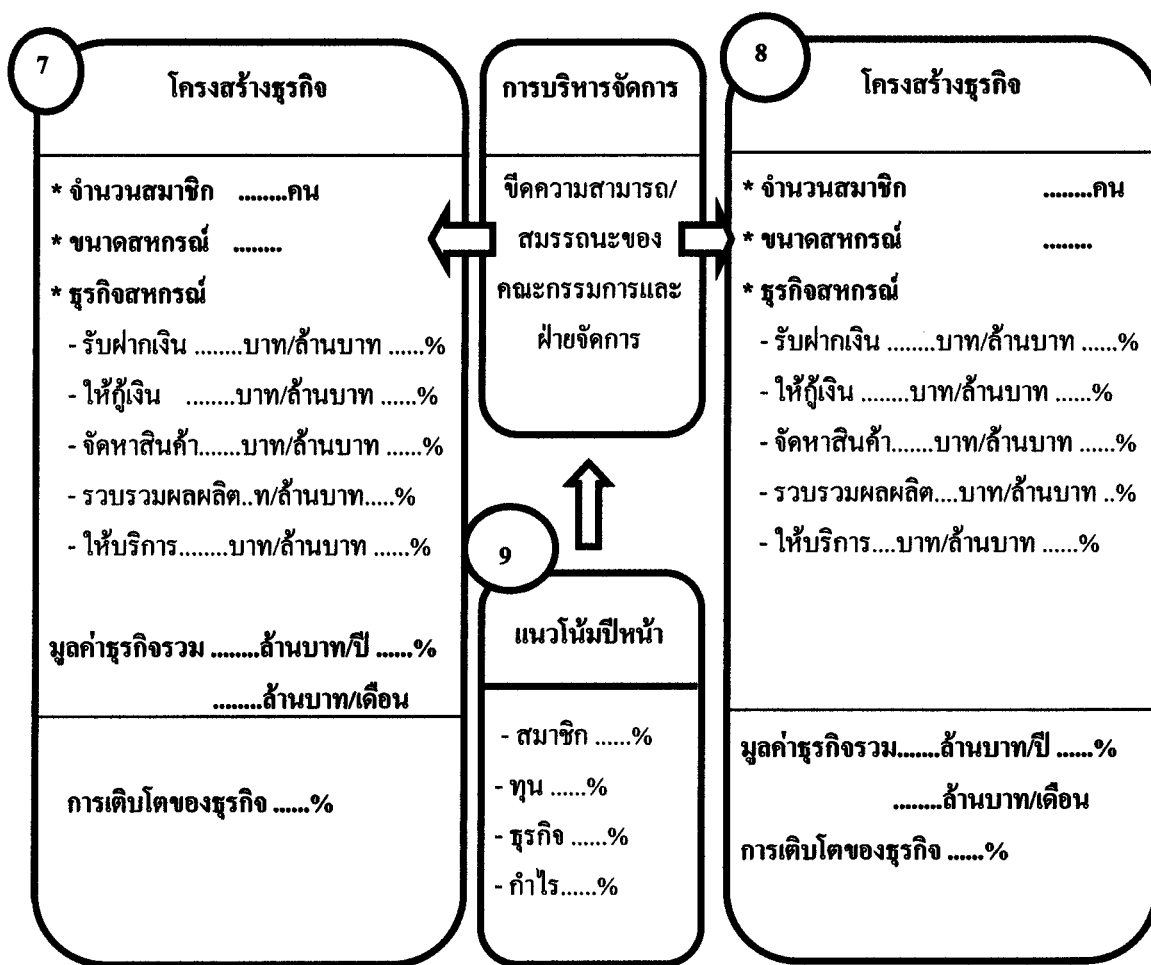 7
โครงสร้างธุรกิจ
* จำนวนสมาชิก ........คน
* ขนาดสหกรณ์ ........
* ธุรกิจสหกรณ์
- รับฝากเงิน ........บาท/ล้านบาท ......%
- ให้กู้เงิน ........บาท/ล้านบาท ......%
- จัดหาสินค้า.......บาท/ล้านบาท ......%
- รวบรวมผลผลิต..ท/ล้านบาท.....%
- ให้บริการ........บาท/ล้านบาท ......%
มูลค่าธุรกิจรวม ........ล้านบาท/ปี ......%
........ล้านบาท/เดือน
การเติบโตของธุรกิจ ......%
การบริหารจัดการ
ขีดความสามารถ/
สมรรถนะของ
คณะกรรมการและ
ฝ่ายจัดการ
9
แนวโน้มปีหน้า
- สมาชิก ......%
- ทุน ......%
- ธุรกิจ ......%
- กำไร......%
8
โครงสร้างธุรกิจ
* จำนวนสมาชิก ........คน
* ขนาดสหกรณ์ ........
* ธุรกิจสหกรณ์
- รับฝากเงิน ........บาท/ล้านบาท ......%
- ให้กู้เงิน ........บาท/ล้านบาท ......%
- จัดหาสินค้า.......บาท/ล้านบาท ......%
- รวบรวมผลผลิต....บาท/ล้านบาท ..%
- ให้บริการ....บาท/ล้านบาท ......%
มูลค่าธุรกิจรวม........ล้านบาท/ปี ......%
........ล้านบาท/เดือน
การเติบโตของธุรกิจ ......%